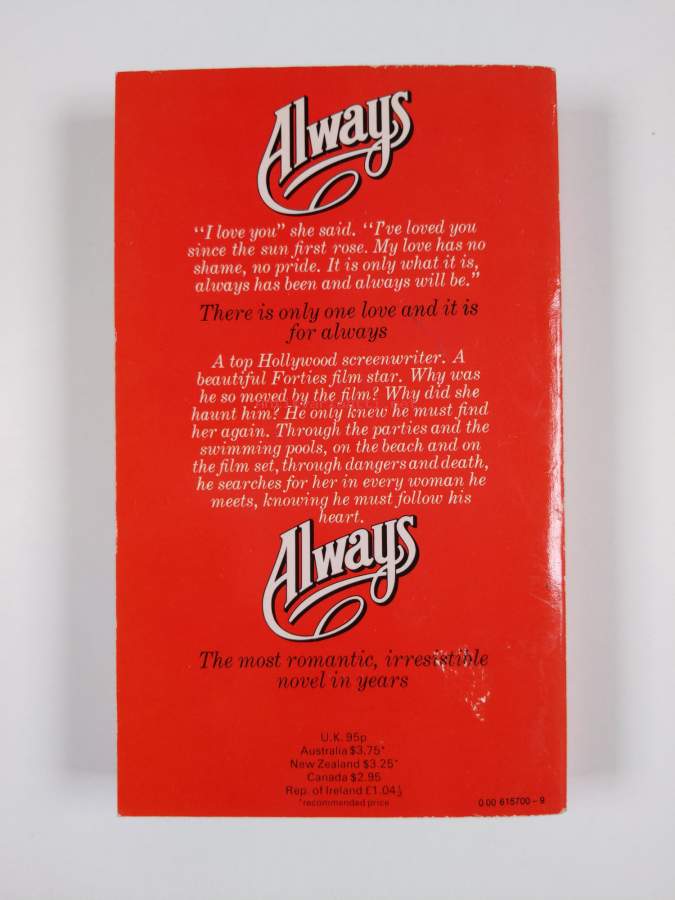 Always
"I love you" she said. "I've loved you
since the sun first rose. My love has no
shame, no pride. It is only what it is,
always has been and always will be."
There is only one love and it is
for always
A top Hollywood screenwriter. A
beautiful Forties film star. Why was
he so moved by the film? Why did she
haunt him? He only knew he must find
her again. Through the parties and the
swimming pools, on the beach and on
the film set, through dangers and death,
he searches for her in every woman he
meets, knowing he must follow his
heart.
Always
The most romantic, irresistible
novel in years
U.K. 95p
Australia $3.75*
New Zealand $3.25*
Canada $2.95
Rep. of Ireland £1.04½
*recommended price
0 00 615700-9